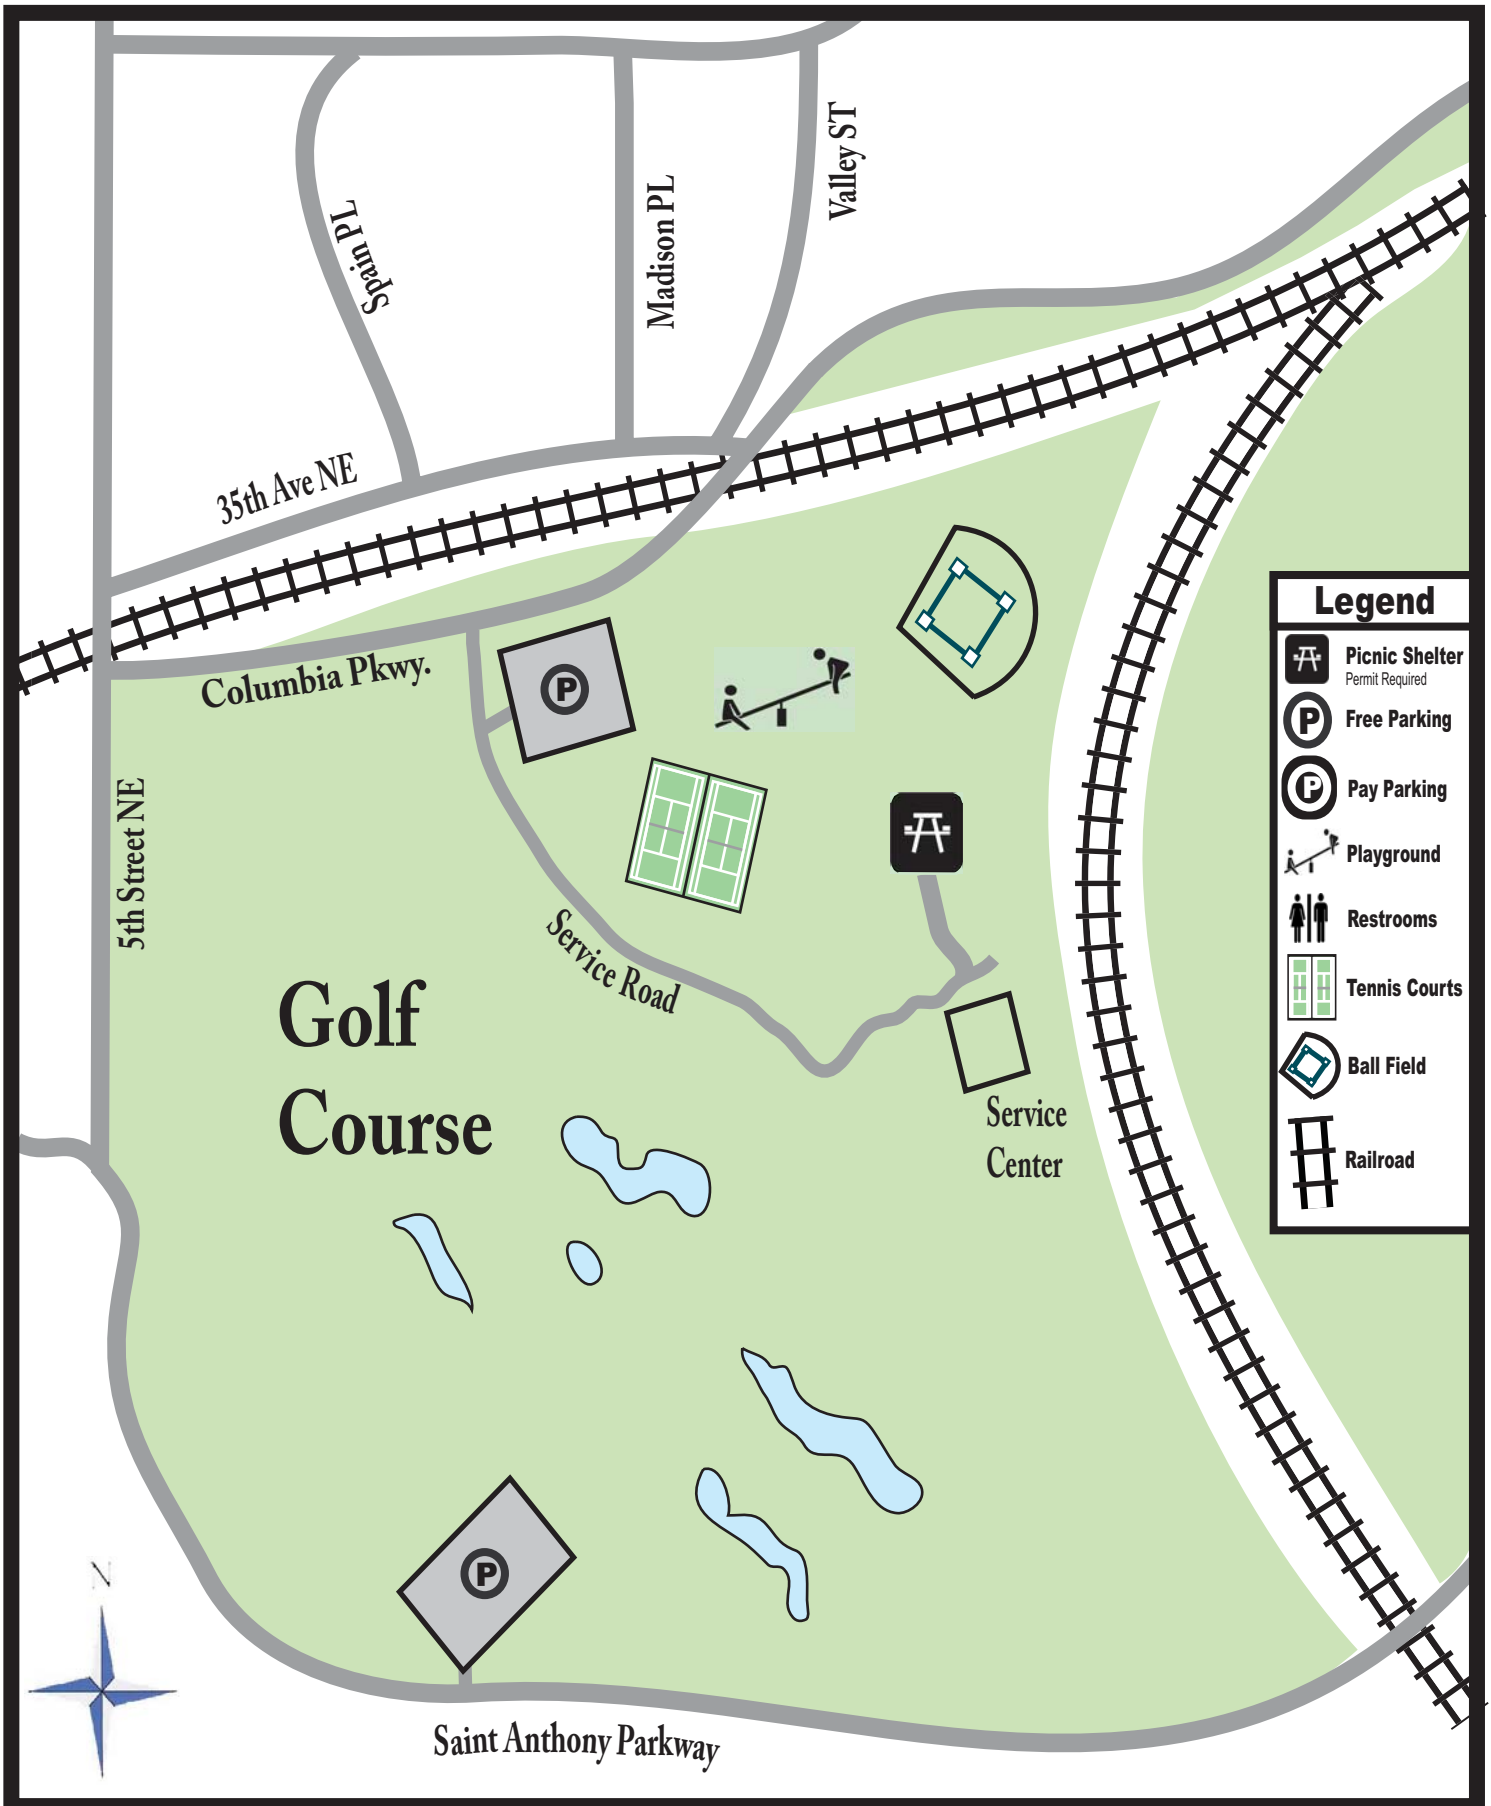 Valley ST
Madison PL
Spain PL
35th Ave NE
Columbia Pkwy.
P
5th Street NE
Service Road
Golf
Course
Service
Center
P
N
Saint Anthony Parkway
Legend
Picnic Shelter
Permit Required
P Free Parking
P Pay Parking
Playground
Restrooms
Tennis Courts
Ball Field
Railroad